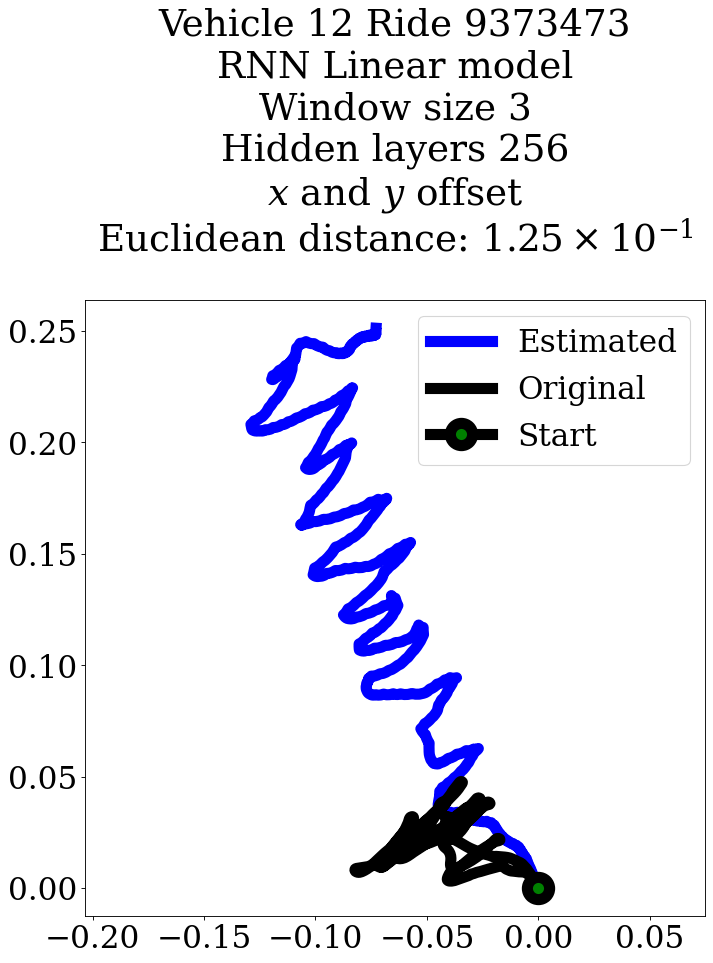 Vehicle 12 Ride 9373473
RNN Linear model
Window size 3
Hidden layers 256
x and y offset
Euclidean distance: 1.25 × 10⁻¹
Estimated
Original
Start
0.25
0.20
0.15
0.10
0.05
0.00
−0.20 −0.15 −0.10 −0.05 0.00 0.05